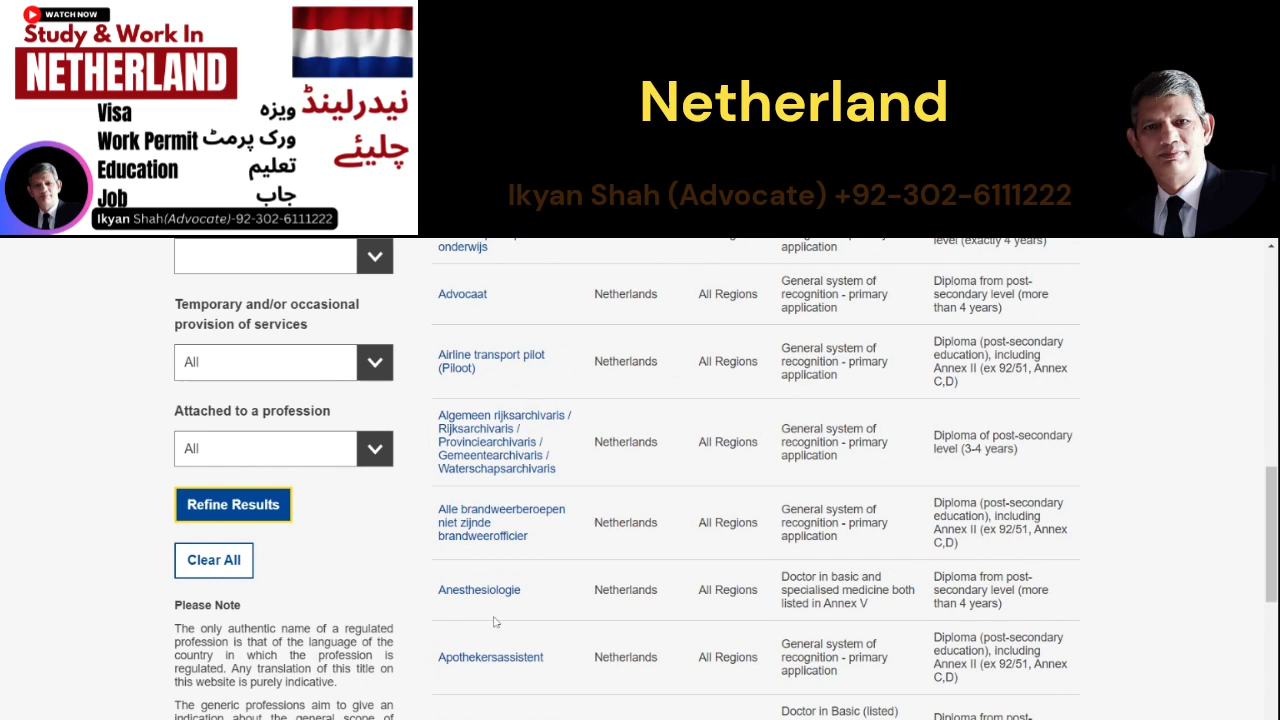 WATCH NOW
Study & Work In
NETHERLAND
نیدرلینڈ
چلیئے
Visa
ویزہ
Work Permit
ورک پرمٹ
Education
تعلیم
Job
جاب
Ikyan Shah(Advocate)-92-302-6111222
Netherland
Ikyan Shah (Advocate) +92-302-6111222
Temporary and/or occasional
provision of services
All
Attached to a profession
All
Refine Results
Clear All
Please Note
The only authentic name of a regulated
profession is that of the language of the
country in which the profession is
regulated. Any translation of this title on
this website is purely indicative.
The generic professions aim to give an
indication about the general scope of
onderwijs
application
level (exactly 4 years)
Advocaat
Netherlands
All Regions
General system of
recognition - primary
application
Diploma from post-
secondary level (more
than 4 years)
Airline transport pilot
(Piloot)
Netherlands
All Regions
General system of
recognition - primary
application
Diploma (post-secondary
education), including
Annex II (ex 92/51, Annex
C,D)
Algemeen rijksarchivaris /
Rijksarchivaris /
Provinciearchivaris /
Gemeentearchivaris /
Waterschapsarchivaris
Netherlands
All Regions
General system of
recognition - primary
application
Diploma of post-secondary
level (3-4 years)
Alle brandweerberoepen
niet zijnde
brandweerofficier
Netherlands
All Regions
General system of
recognition - primary
application
Diploma (post-secondary
education), including
Annex II (ex 92/51, Annex
C,D)
Anesthesiologie
Netherlands
All Regions
Doctor in basic and
specialised medicine both
listed in Annex V
Diploma from post-
secondary level (more
than 4 years)
Apothekersassistent
Netherlands
All Regions
General system of
recognition - primary
application
Diploma (post-secondary
education), including
Annex II (ex 92/51, Annex
C,D)
Doctor in Basic (listed)
Diploma from post-